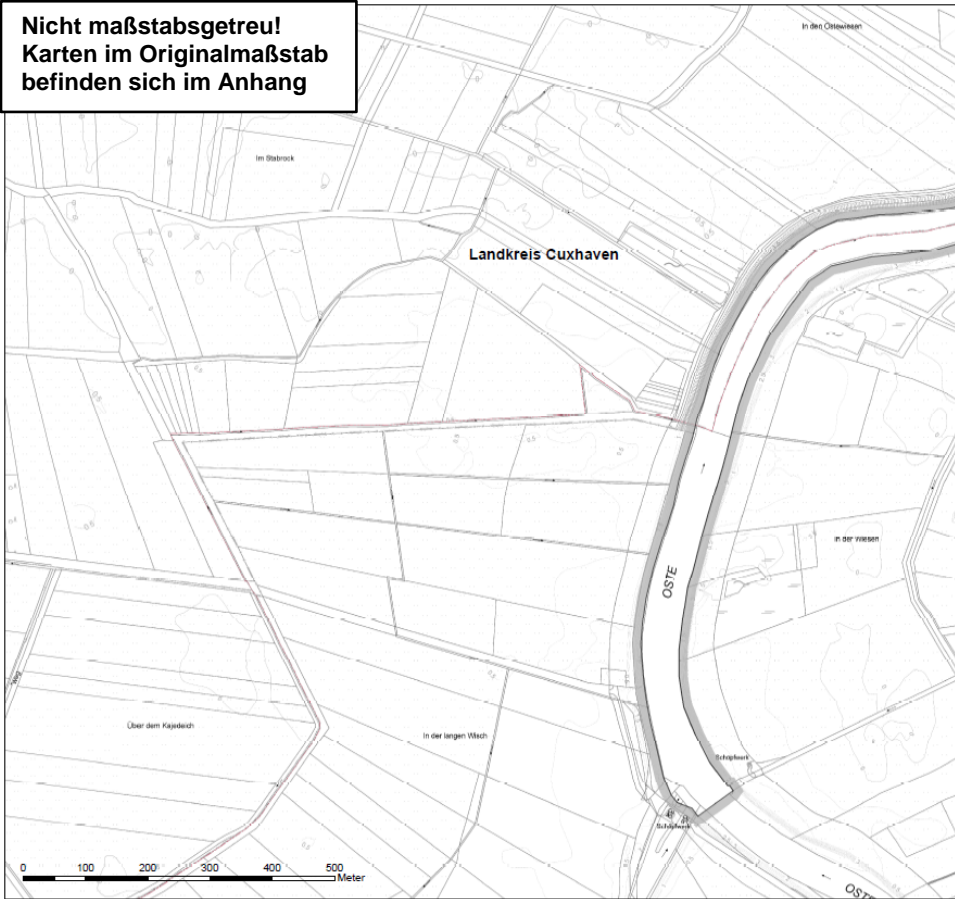 Nicht maßstabsgetreu!
Karten im Originalmaßstab
befinden sich im Anhang
In den Ostewiesen
Im Stabrock
Landkreis Cuxhaven
In der Wiesen
OSTE
Über dem Kajedeich
In der langen Wisch
Schöpfwerk
Schöpfwerk
0 100 200 300 400 500
Meter
OSTE